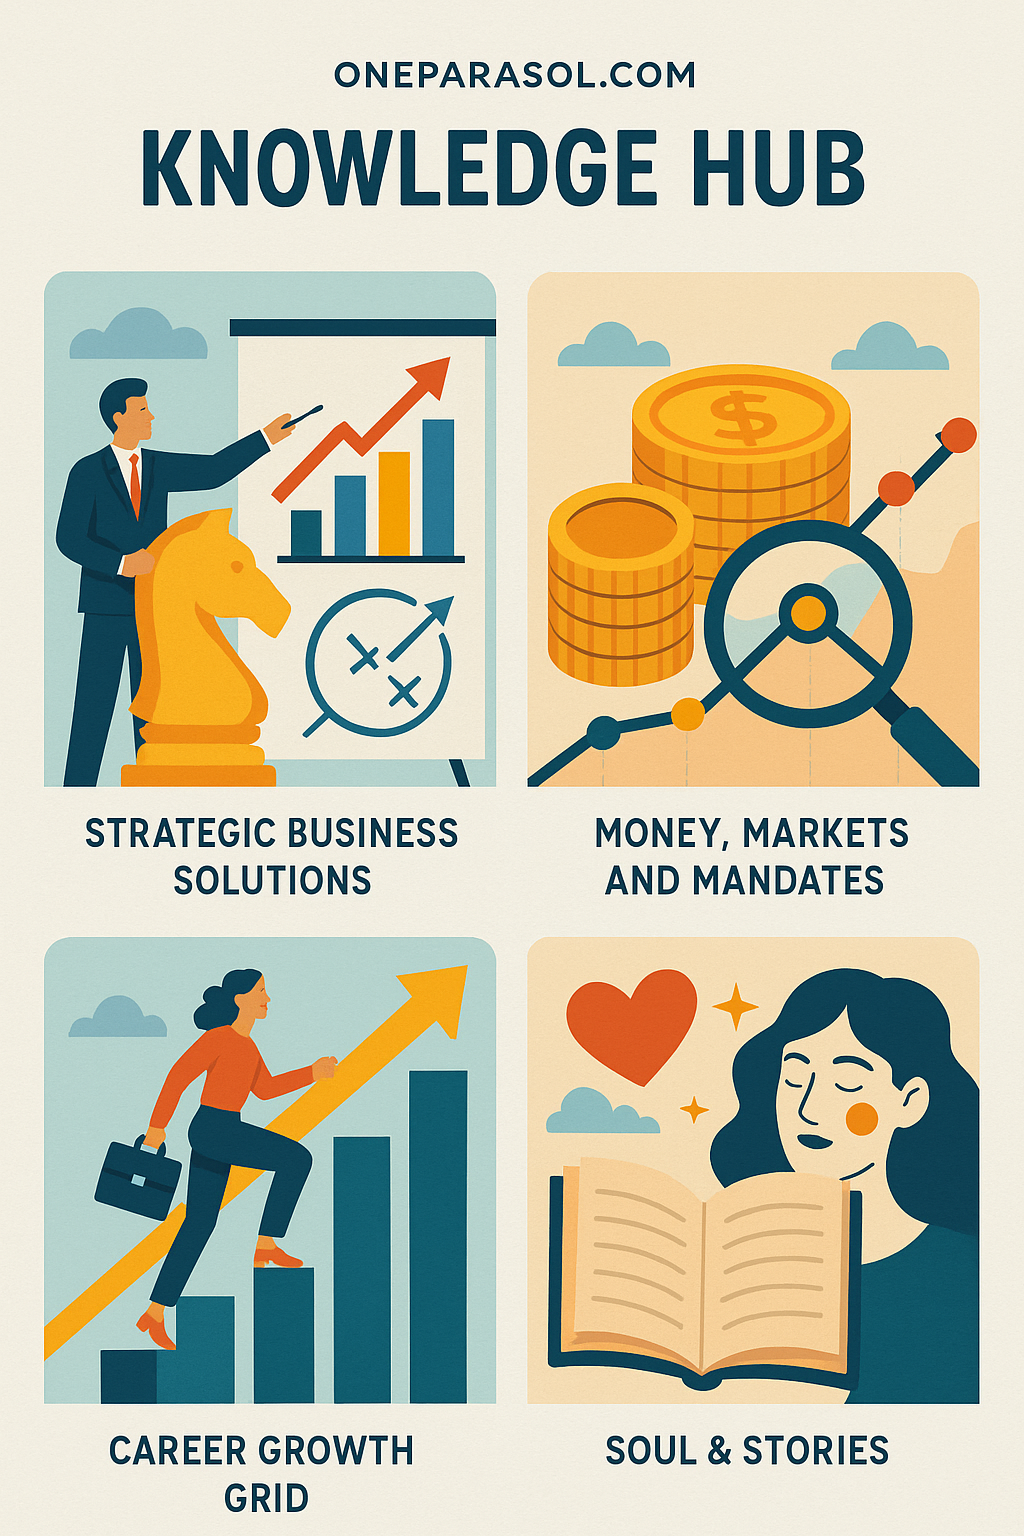 ONEPARASOL.COM
KNOWLEDGE HUB
STRATEGIC BUSINESS
SOLUTIONS
MONEY, MARKETS
AND MANDATES
CAREER GROWTH
GRID
SOUL & STORIES